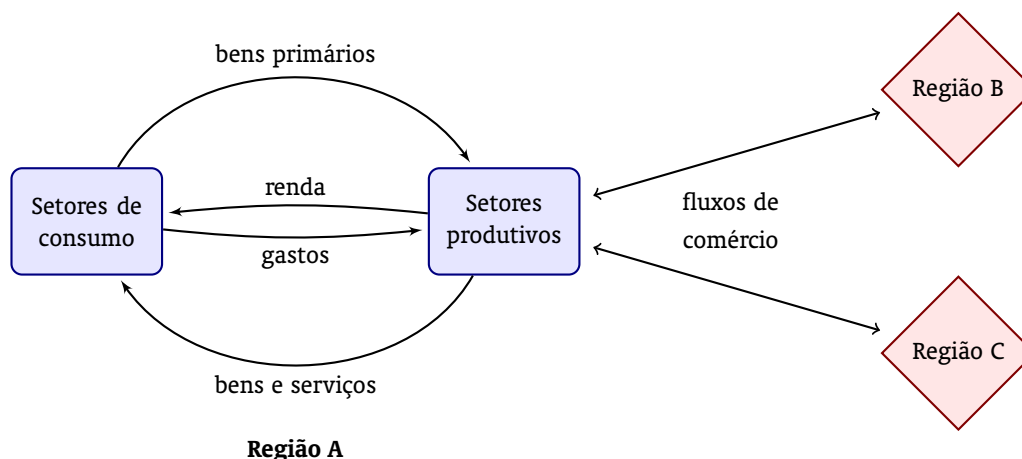 bens primários
Região B
renda
Setores de
consumo
Setores
produtivos
fluxos de
comércio
gastos
Região C
bens e serviços
Região A